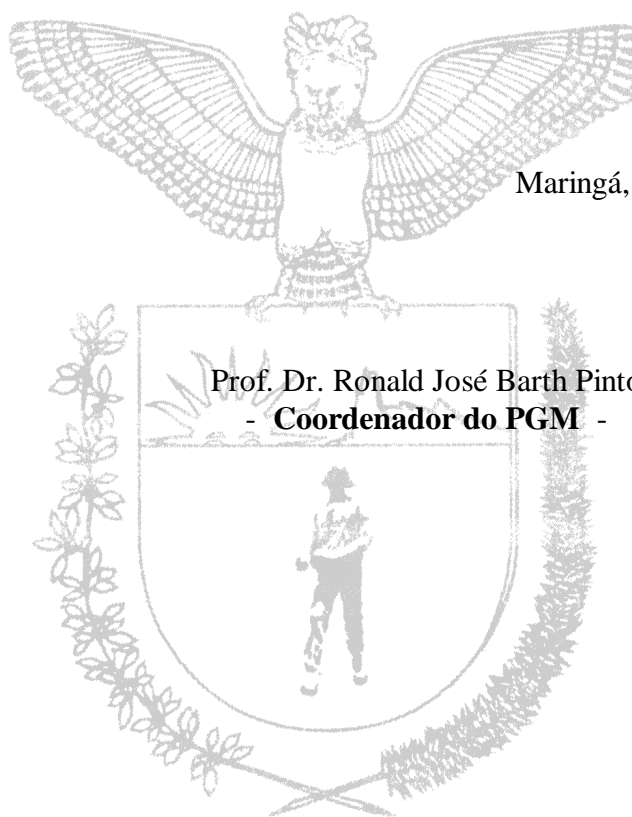 Maringá,
Prof. Dr. Ronald José Barth Pinto
- Coordenador do PGM -